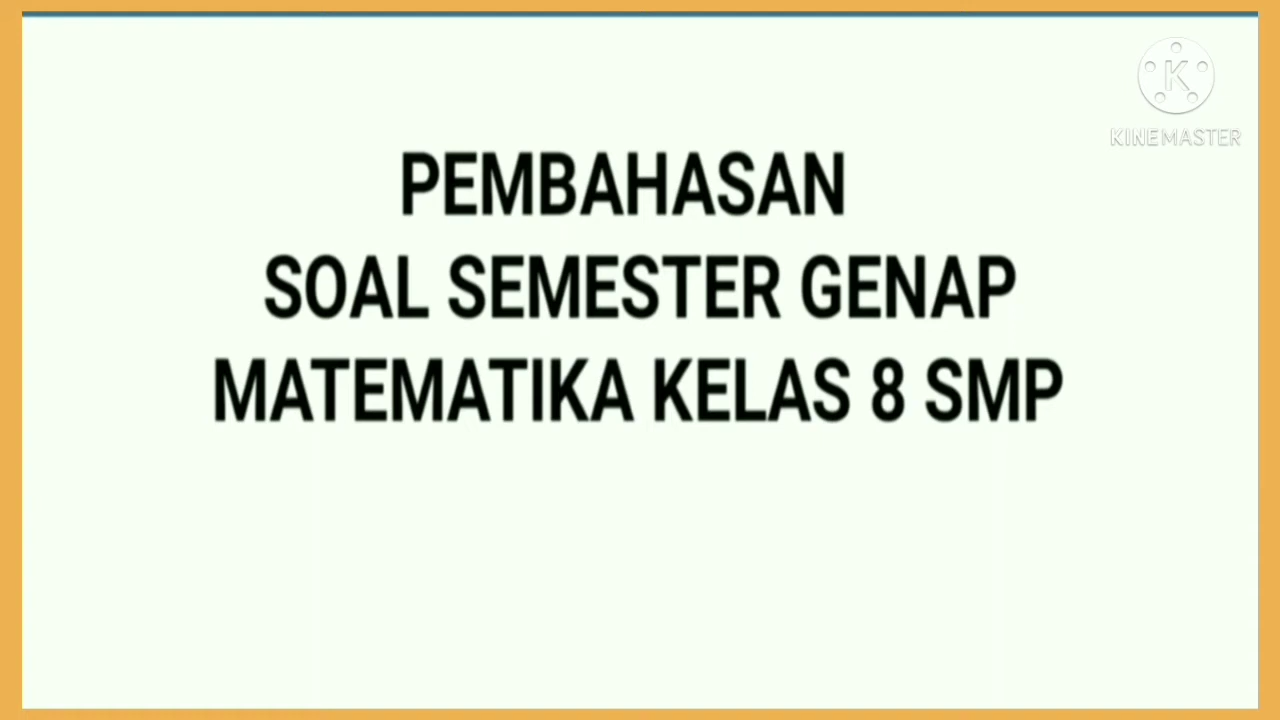 K
KINEMASTER
PEMBAHASAN
SOAL SEMESTER GENAP
MATEMATIKA KELAS 8 SMP